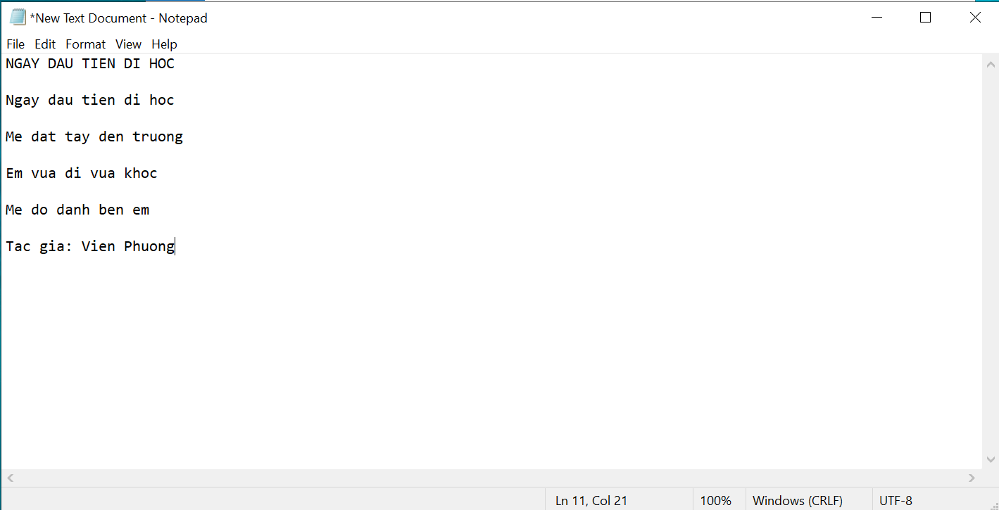 *New Text Document - Notepad
File Edit Format View Help
NGAY DAU TIEN DI HOC
Ngay dau tien di hoc
Me dat tay den truong
Em vua di vua khoc
Me do danh ben em
Tac gia: Vien Phuong
Ln 11, Col 21 100% Windows (CRLF) UTF-8